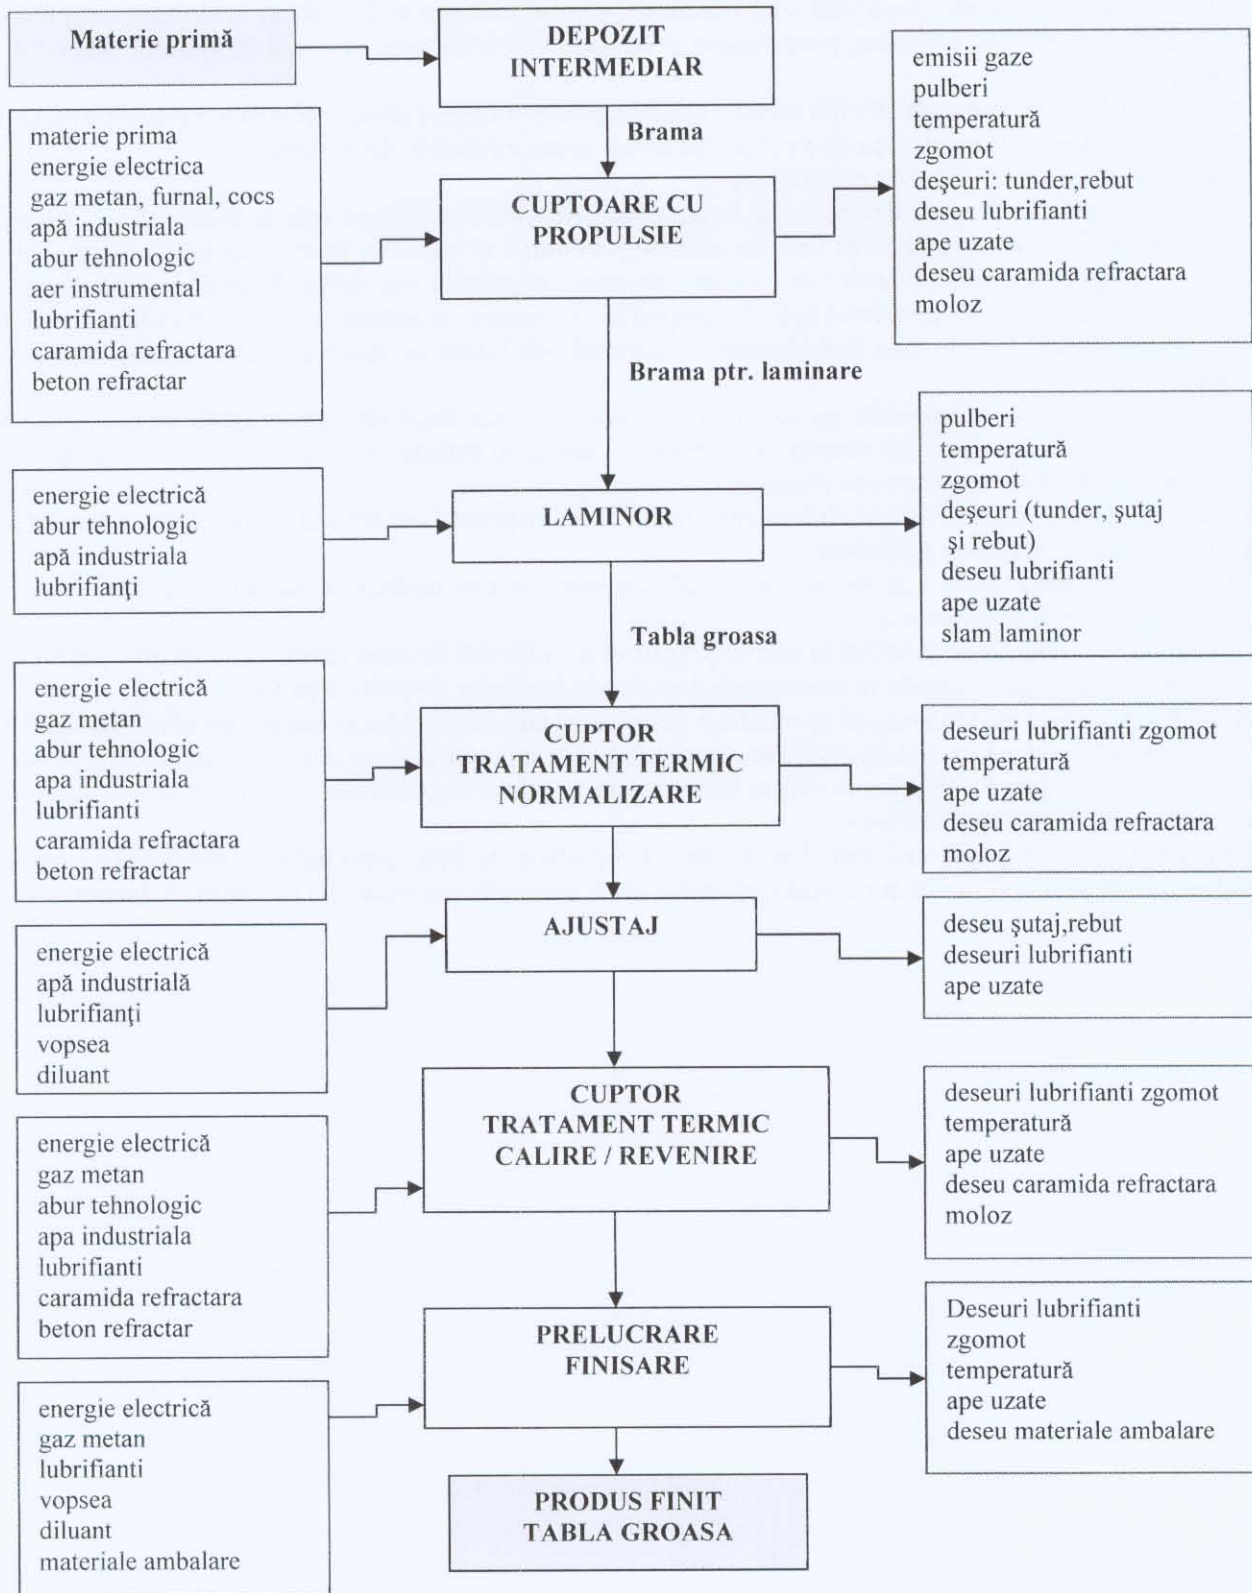 Materie primă
DEPOZIT
INTERMEDIAR
emisii gaze
pulberi
temperatură
zgomot
deşeuri: tunder,rebut
deseu lubrifianti
ape uzate
deseu caramida refractara
moloz
Brama
materie prima
energie electrica
gaz metan, furnal, cocs
apă industriala
abur tehnologic
aer instrumental
lubrifianti
caramida refractara
beton refractar
CUPTOARE CU
PROPULSIE
Brama ptr. laminare
energie electrică
abur tehnologic
apă industriala
lubrifianţi
LAMINOR
pulberi
temperatură
zgomot
deşeuri (tunder, şutaj
şi rebut)
deseu lubrifianti
ape uzate
slam laminor
Tabla groasa
energie electrică
gaz metan
abur tehnologic
apa industriala
lubrifianti
caramida refractara
beton refractar
CUPTOR
TRATAMENT TERMIC
NORMALIZARE
deseuri lubrifianti zgomot
temperatură
ape uzate
deseu caramida refractara
moloz
energie electrică
apă industrială
lubrifianţi
vopsea
diluant
AJUSTAJ
deseu şutaj,rebut
deseuri lubrifianti
ape uzate
energie electrică
gaz metan
abur tehnologic
apa industriala
lubrifianti
caramida refractara
beton refractar
CUPTOR
TRATAMENT TERMIC
CALIRE / REVENIRE
deseuri lubrifianti zgomot
temperatură
ape uzate
deseu caramida refractara
moloz
energie electrică
gaz metan
lubrifianti
vopsea
diluant
materiale ambalare
PRELUCRARE
FINISARE
Deseuri lubrifianti
zgomot
temperatură
ape uzate
deseu materiale ambalare
PRODUS FINIT
TABLA GROASA